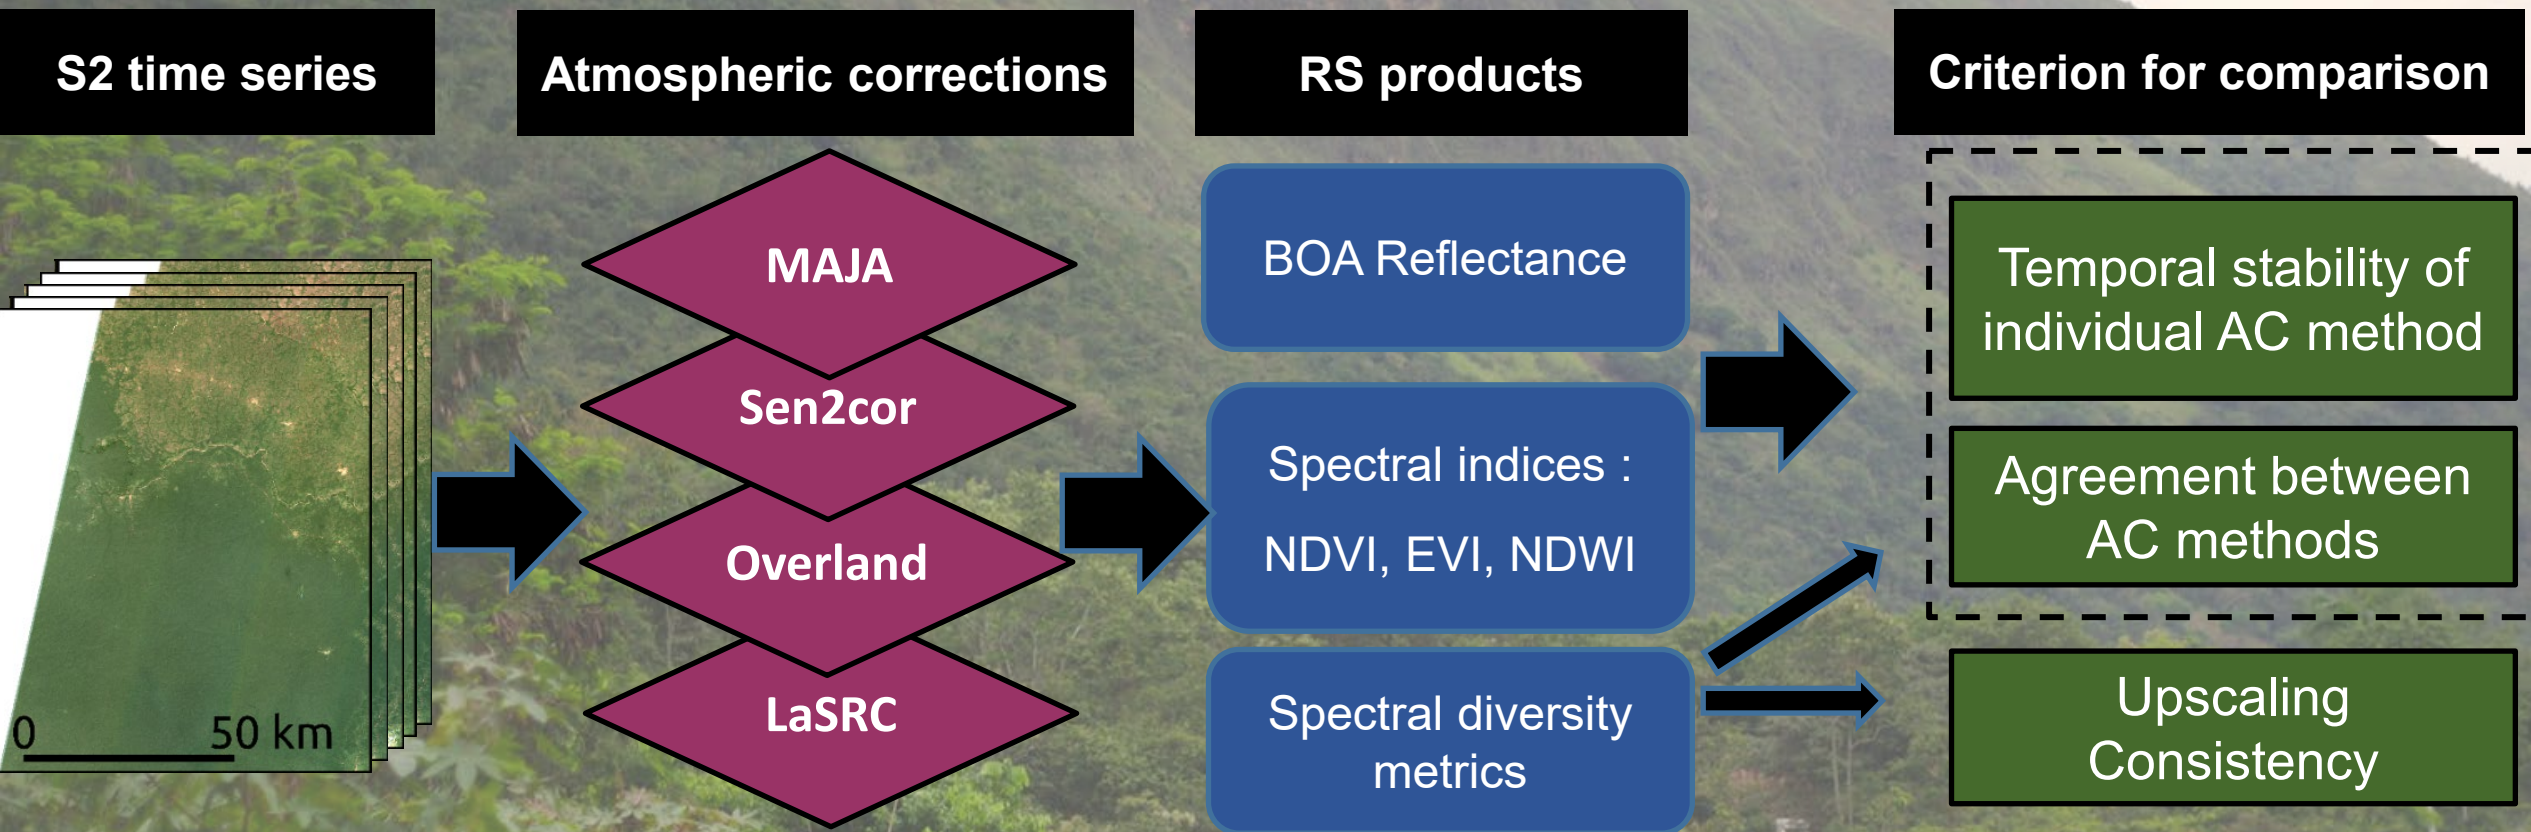 S2 time series
Atmospheric corrections
RS products
Criterion for comparison
MAJA
Sen2cor
Overland
LaSRC
BOA Reflectance
Spectral indices :
NDVI, EVI, NDWI
Spectral diversity
metrics
Temporal stability of
individual AC method
Agreement between
AC methods
Upscaling
Consistency
0 50 km